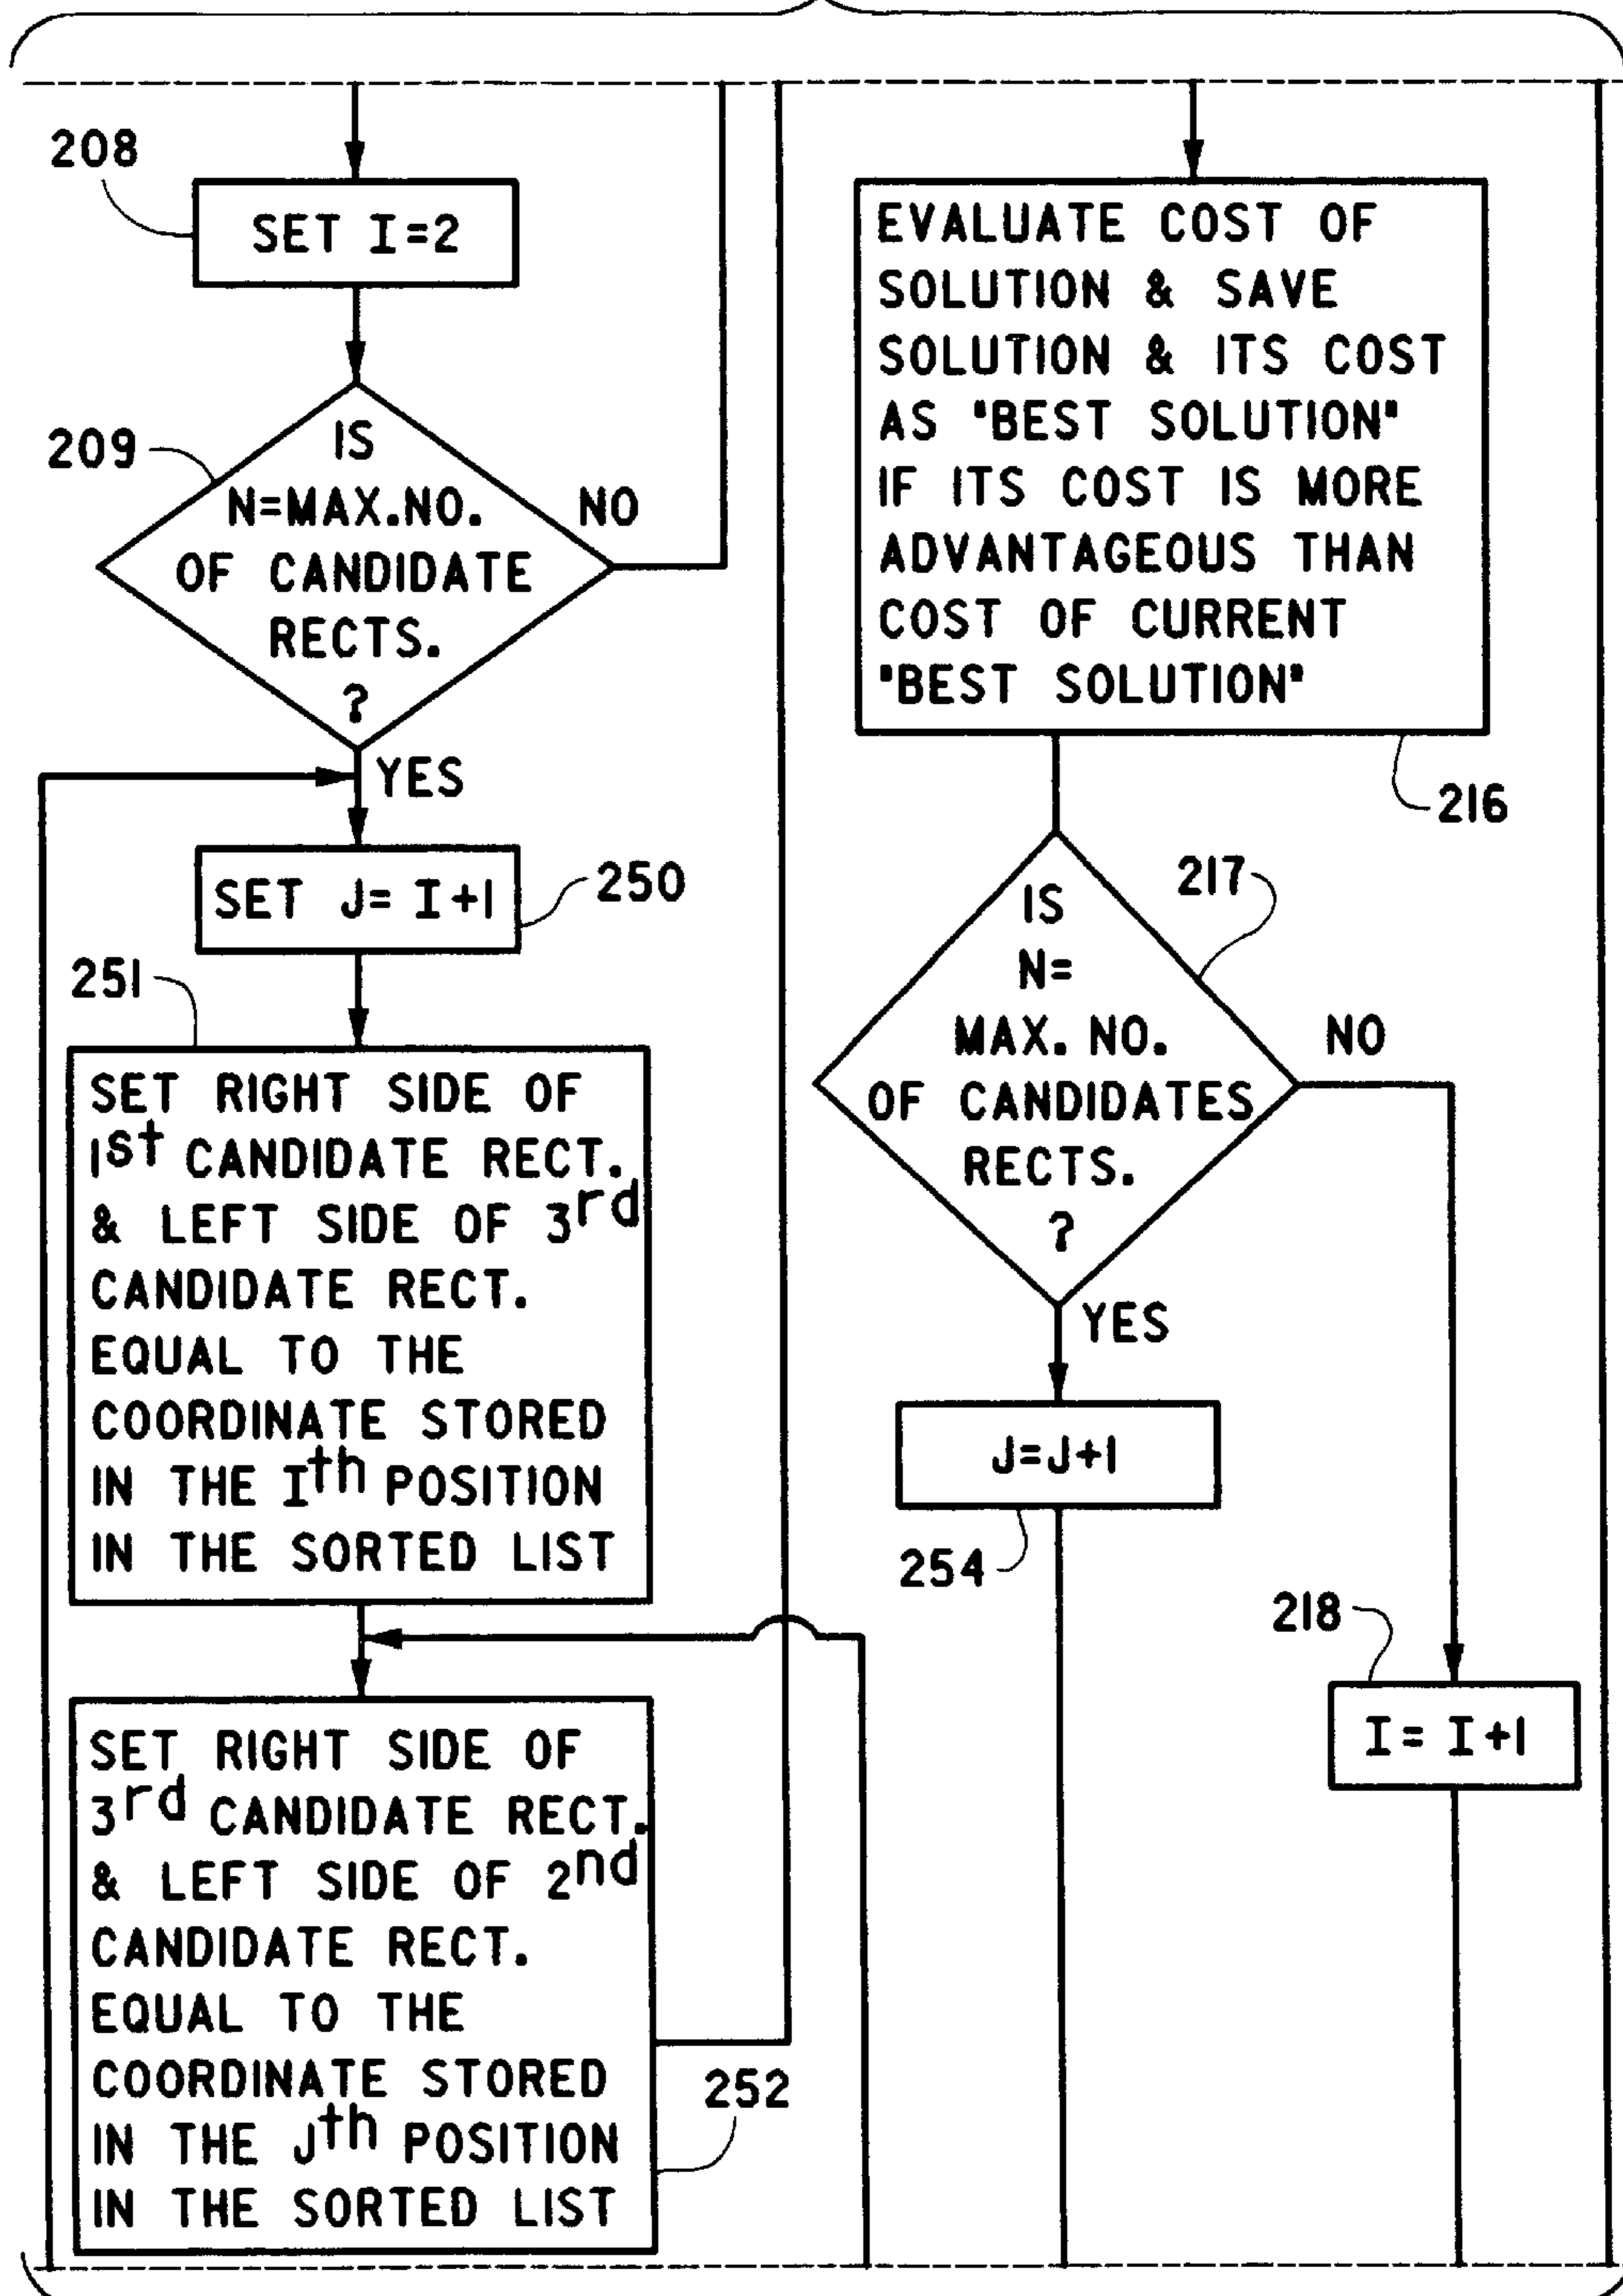 208
SET I=2
209
IS
N=MAX.NO.
OF CANDIDATE
RECTS.
?
NO
YES
SET J= I+1
250
251
SET RIGHT SIDE OF
1st CANDIDATE RECT.
& LEFT SIDE OF 3rd
CANDIDATE RECT.
EQUAL TO THE
COORDINATE STORED
IN THE Ith POSITION
IN THE SORTED LIST
SET RIGHT SIDE OF
3rd CANDIDATE RECT.
& LEFT SIDE OF 2nd
CANDIDATE RECT.
EQUAL TO THE
COORDINATE STORED
IN THE Jth POSITION
IN THE SORTED LIST
252
EVALUATE COST OF
SOLUTION & SAVE
SOLUTION & ITS COST
AS "BEST SOLUTION"
IF ITS COST IS MORE
ADVANTAGEOUS THAN
COST OF CURRENT
"BEST SOLUTION"
216
217
IS
N=
MAX. NO.
OF CANDIDATES
RECTS.
?
NO
YES
J=J+1
254
218
I= I+1